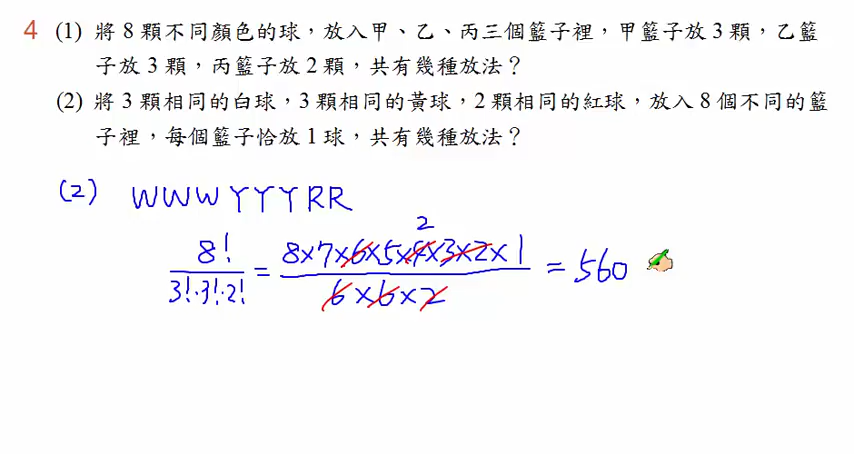 4 (1) 將 8 顆不同顏色的球，放入甲、乙、丙三個籃子裡，甲籃子放 3 顆，乙籃
子放 3 顆，丙籃子放 2 顆，共有幾種放法？
(2) 將 3 顆相同的白球，3 顆相同的黃球，2 顆相同的紅球，放入 8 個不同的籃
子裡，每個籃子恰放 1 球，共有幾種放法？
(2) WWWYYYRR
2
8! / 3!·3!·2! = 8×7×6×5×4×3×2×1 / 6×6×2 = 560